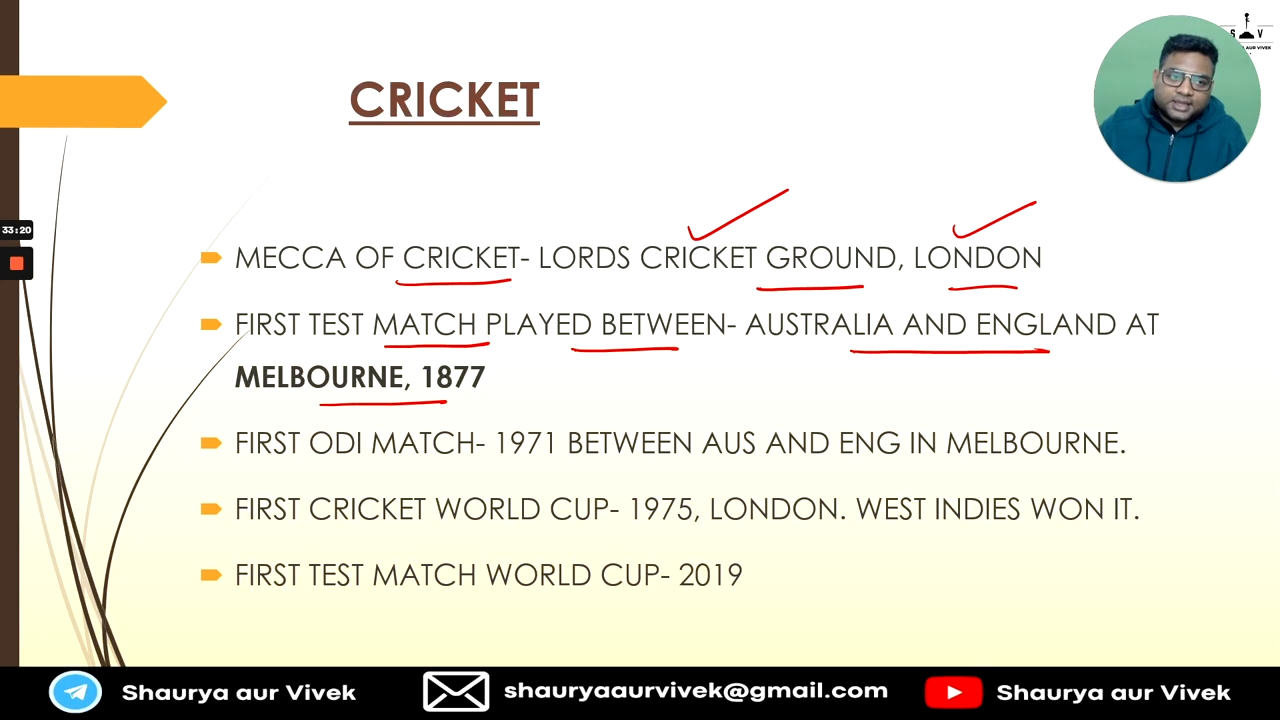 S V
AUR VIVEK
CRICKET
33:20
MECCA OF CRICKET- LORDS CRICKET GROUND, LONDON
FIRST TEST MATCH PLAYED BETWEEN- AUSTRALIA AND ENGLAND AT
MELBOURNE, 1877
FIRST ODI MATCH- 1971 BETWEEN AUS AND ENG IN MELBOURNE.
FIRST CRICKET WORLD CUP- 1975, LONDON. WEST INDIES WON IT.
FIRST TEST MATCH WORLD CUP- 2019
Shaurya aur Vivek shauryaaurvivek@gmail.com Shaurya aur Vivek